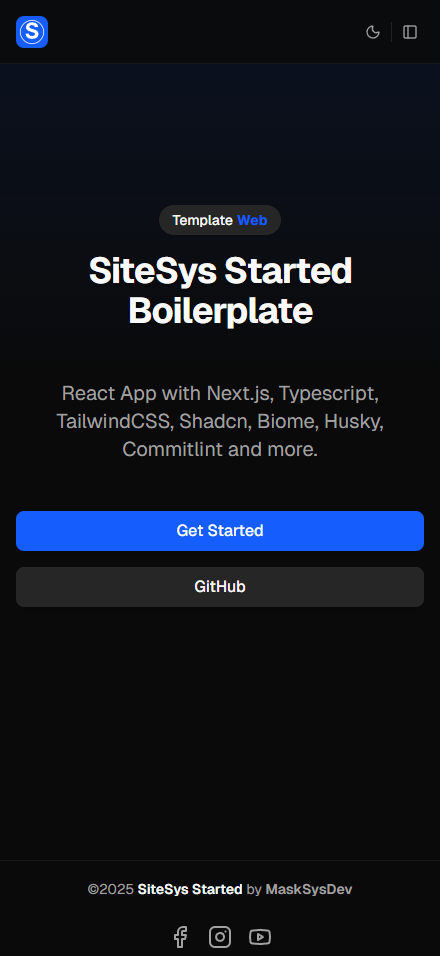 S
Template Web
SiteSys Started
Boilerplate
React App with Next.js, Typescript,
TailwindCSS, Shadcn, Biome, Husky,
Commitlint and more.
Get Started
GitHub
©2025 SiteSys Started by MaskSysDev